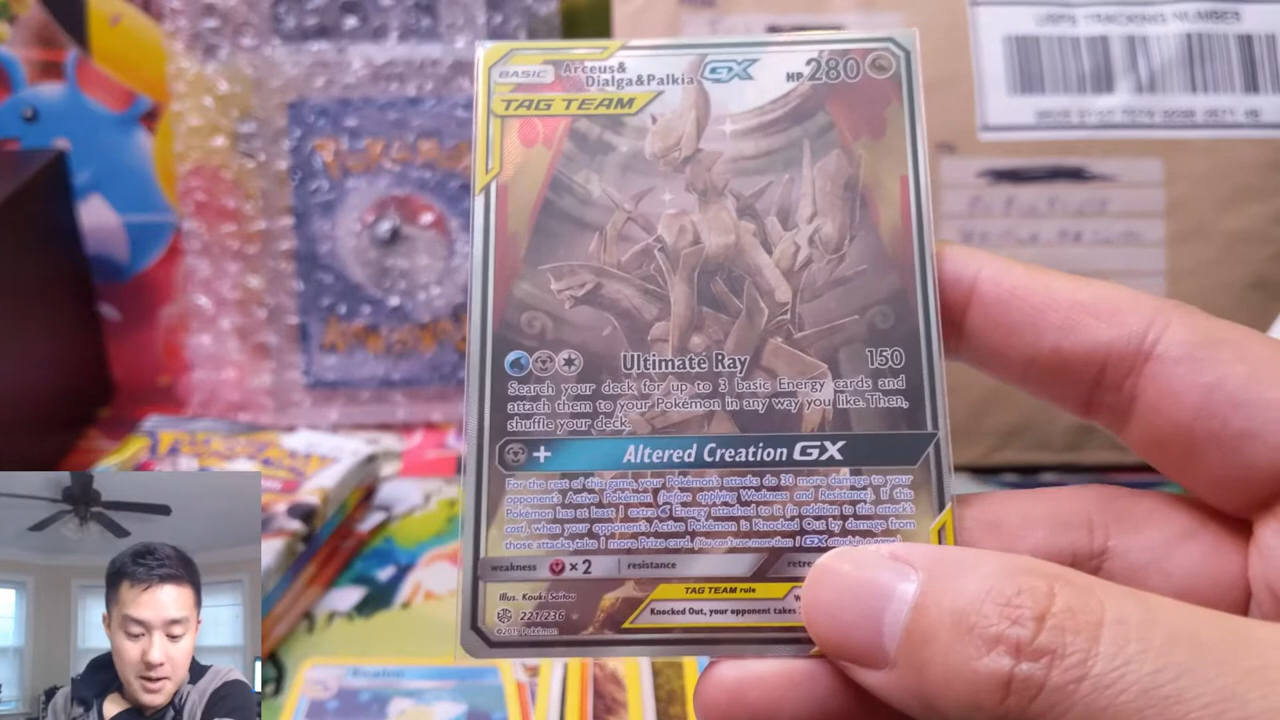 USPS TRACKING NUMBER
BASIC
Arceus&
Dialga&Palkia GX
HP 280
TAG TEAM
Ultimate Ray 150
Search your deck for up to 3 basic Energy cards and
attach them to your Pokémon in any way you like. Then,
shuffle your deck.
+ Altered Creation GX
For the rest of this game, your Pokémon's attacks do 30 more damage to your
opponent's Active Pokémon (before applying Weakness and Resistance). If this
Pokémon has at least 1 extra Energy attached to it (in addition to this attack's
cost), when your opponent's Active Pokémon is Knocked Out by damage from
those attacks, take 1 more Prize card. (You can't use more than 1 GX attack in a game.)
weakness ×2 resistance retre
Illus. Kouki Saitou
TAG TEAM rule
221/236
Knocked Out, your opponent takes
©2019 Pokémon